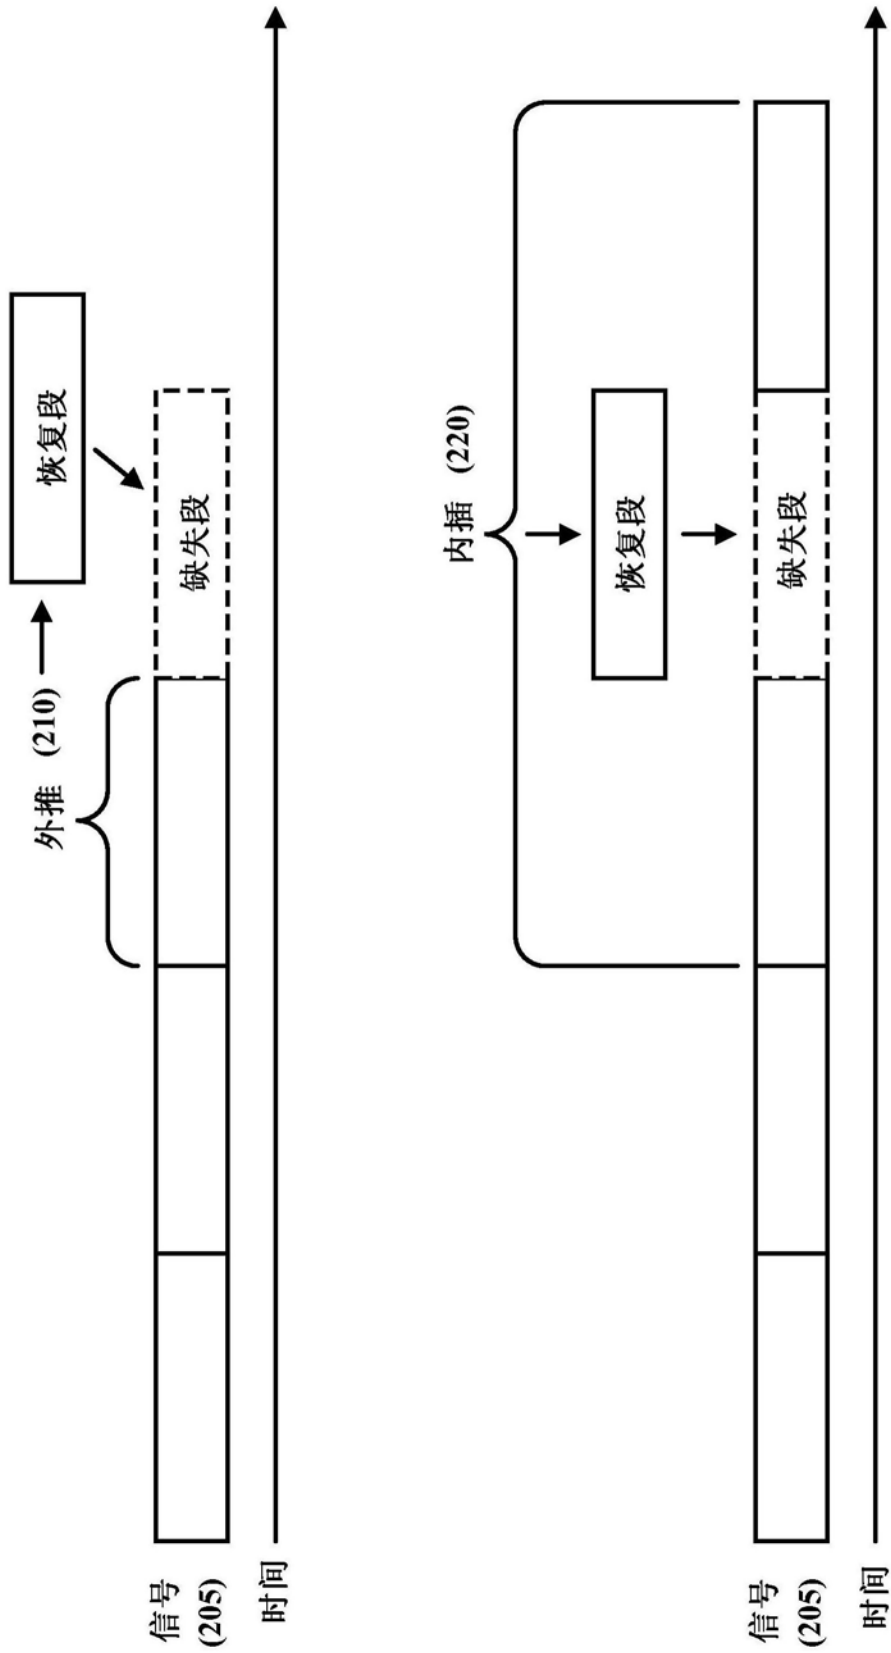 恢复段
外推 (210)
缺失段
信号
(205)
时间
内插 (220)
恢复段
缺失段
信号
(205)
时间